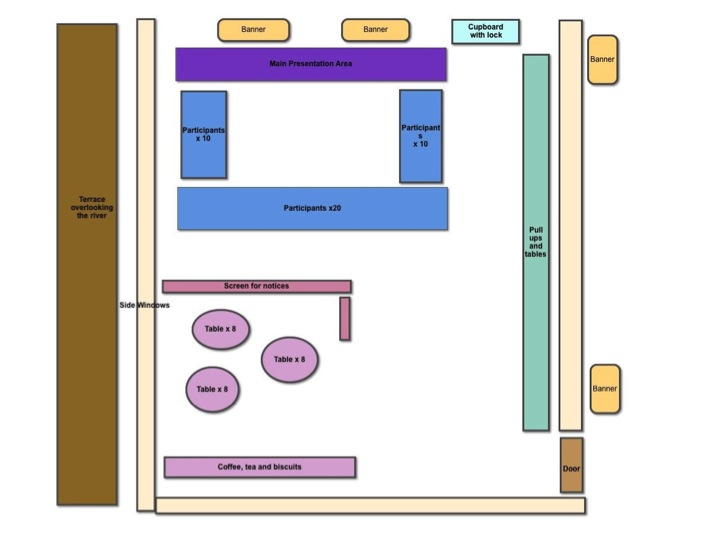 Banner
Banner
Cupboard
with lock
Banner
Main Presentation Area
Participants
x 10
Participant
s
x 10
Terrace
overlooking
the river
Participants x20
Pull
ups
and
tables
Screen for notices
Side Windows
Table x 8
Table x 8
Table x 8
Banner
Coffee, tea and biscuits
Door